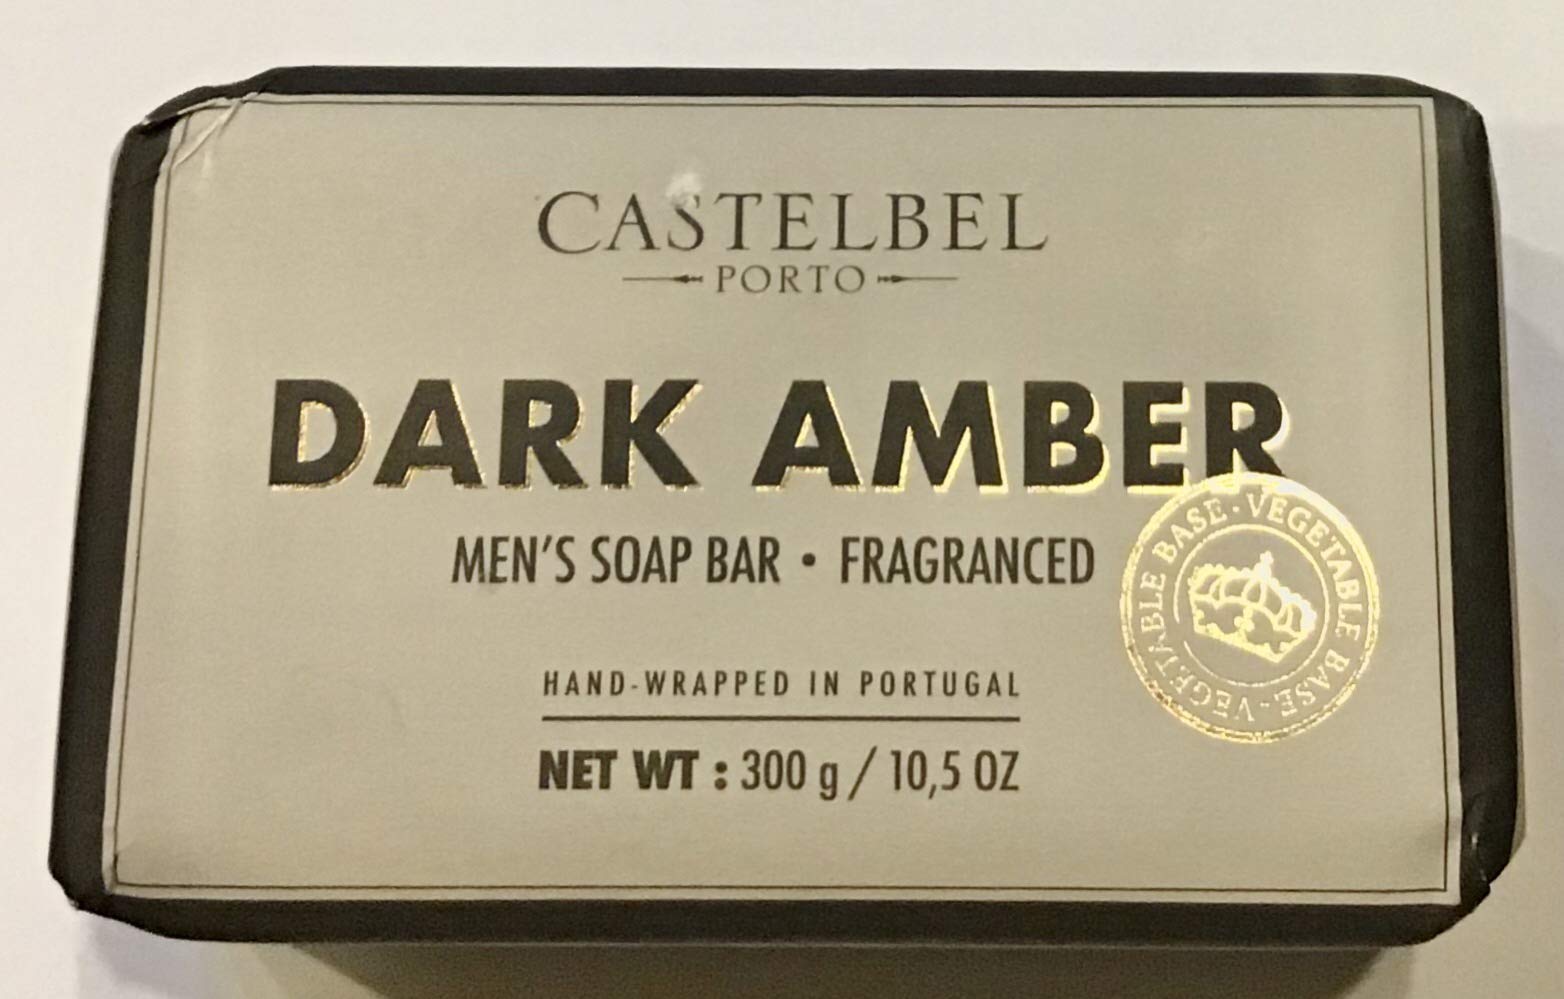 CASTELBEL
PORTO
DARK AMBER
MEN'S SOAP BAR • FRAGRANCED
VEGETABLE BASE · VEGETABLE BASE - VEGETABLE BASE -
HAND-WRAPPED IN PORTUGAL
NET WT : 300 g / 10,5 OZ